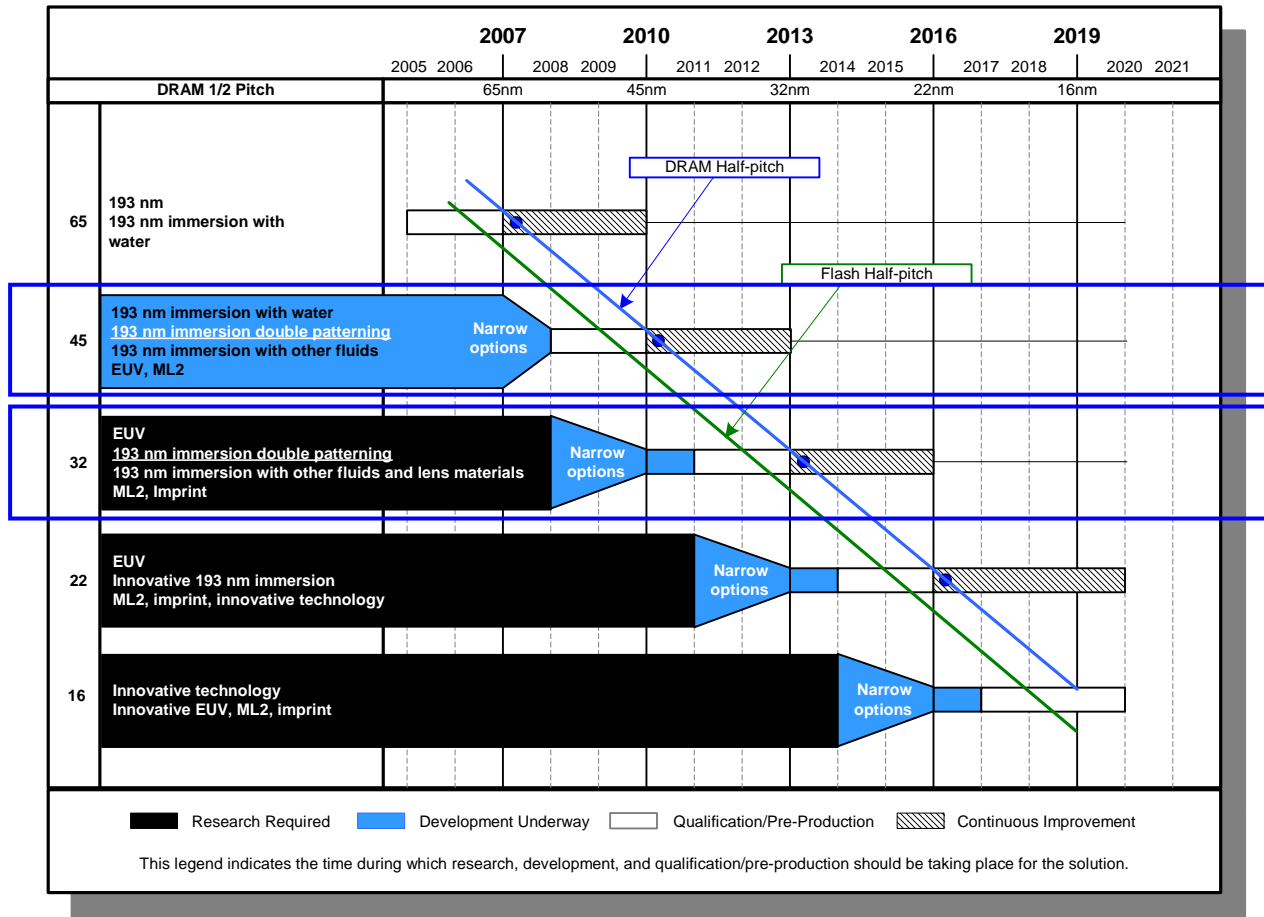 2007 2010 2013 2016 2019
2005 2006 2008 2009 2011 2012 2014 2015 2017 2018 2020 2021
DRAM 1/2 Pitch 65nm 45nm 32nm 22nm 16nm
DRAM Half-pitch
65
193 nm
193 nm immersion with
water
Flash Half-pitch
45
193 nm immersion with water
193 nm immersion double patterning
193 nm immersion with other fluids
EUV, ML2
Narrow
options
32
EUV
193 nm immersion double patterning
193 nm immersion with other fluids and lens materials
ML2, Imprint
Narrow
options
22
EUV
Innovative 193 nm immersion
ML2, imprint, innovative technology
Narrow
options
16
Innovative technology
Innovative EUV, ML2, imprint
Narrow
options
Research Required Development Underway Qualification/Pre-Production Continuous Improvement
This legend indicates the time during which research, development, and qualification/pre-production should be taking place for the solution.